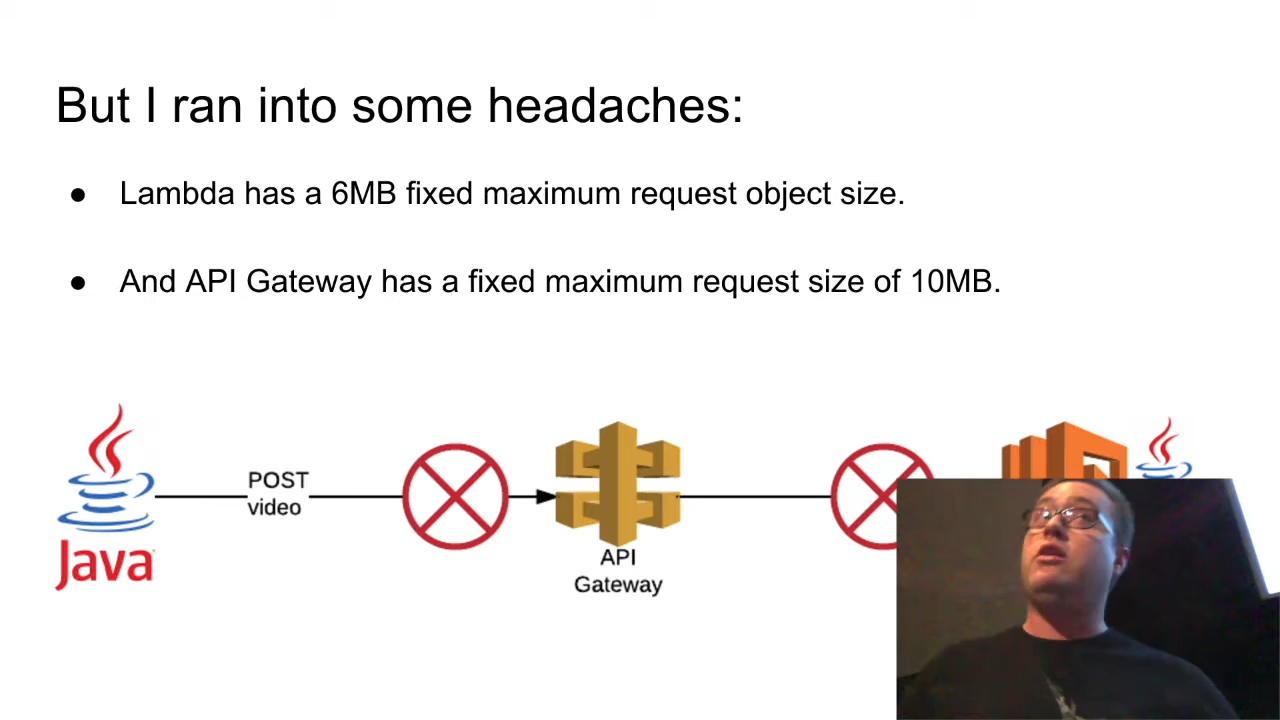 But I ran into some headaches:
● Lambda has a 6MB fixed maximum request object size.
● And API Gateway has a fixed maximum request size of 10MB.
POST
video
Java
API
Gateway